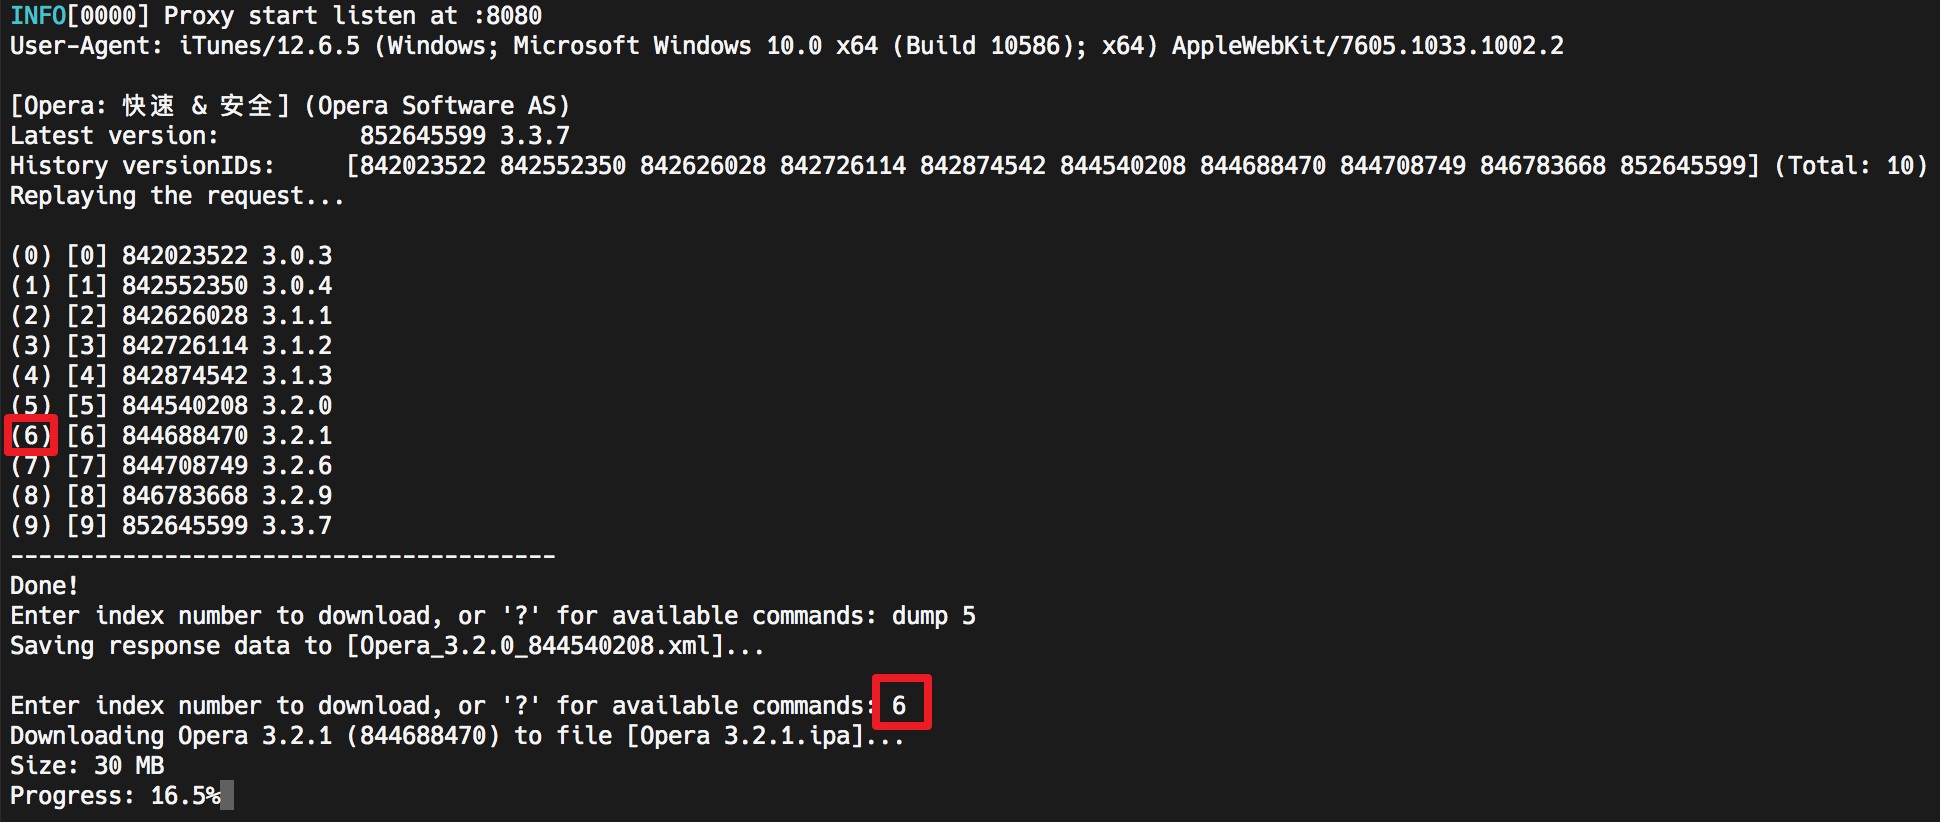 INFO[0000] Proxy start listen at :8080
User-Agent: iTunes/12.6.5 (Windows; Microsoft Windows 10.0 x64 (Build 10586); x64) AppleWebKit/7605.1033.1002.2
[Opera: 快速 & 安全] (Opera Software AS)
Latest version: 852645599 3.3.7
History versionIDs: [842023522 842552350 842626028 842726114 842874542 844540208 844688470 844708749 846783668 852645599] (Total: 10)
Replaying the request...
(0) [0] 842023522 3.0.3
(1) [1] 842552350 3.0.4
(2) [2] 842626028 3.1.1
(3) [3] 842726114 3.1.2
(4) [4] 842874542 3.1.3
(5) [5] 844540208 3.2.0
(6) [6] 844688470 3.2.1
(7) [7] 844708749 3.2.6
(8) [8] 846783668 3.2.9
(9) [9] 852645599 3.3.7
---------------------------------------
Done!
Enter index number to download, or '?' for available commands: dump 5
Saving response data to [Opera_3.2.0_844540208.xml]...
Enter index number to download, or '?' for available commands: 6
Downloading Opera 3.2.1 (844688470) to file [Opera 3.2.1.ipa]...
Size: 30 MB
Progress: 16.5%